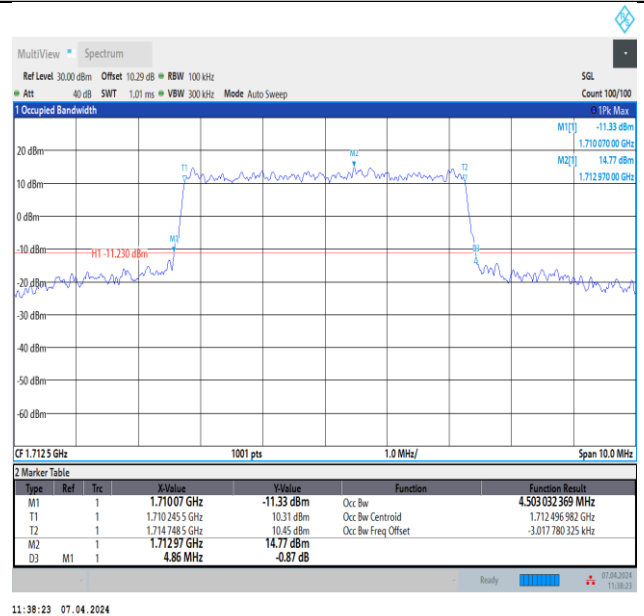 MultiView Spectrum
Ref Level 30.00 dBm Offset 10.29 dB RBW 100 kHz SGL
Att 40 dB SWT 1.01 ms VBW 300 kHz Mode Auto Sweep Count 100/100
1 Occupied Bandwidth 1Pk Max
M1[1] -11.33 dBm
1.710 070 00 GHz
M2[1] 14.77 dBm
1.712 970 00 GHz
20 dBm
M2
T1
T2
10 dBm
0 dBm
-10 dBm
H1 -11.230 dBm
D3
-20 dBm
-30 dBm
-40 dBm
-50 dBm
-60 dBm
CF 1.712 5 GHz 1001 pts 1.0 MHz/ Span 10.0 MHz
2 Marker Table
Type Ref Trc X-Value Y-Value Function Function Result
M1 1 1.71007 GHz -11.33 dBm Occ Bw 4.503 032 369 MHz
T1 1 1.710 245 5 GHz 10.31 dBm Occ Bw Centroid 1.712 496 982 GHz
T2 1 1.714 748 5 GHz 10.45 dBm Occ Bw Freq Offset -3.017 780 325 kHz
M2 1 1.71297 GHz 14.77 dBm
D3 M1 1 4.86 MHz -0.87 dB
Ready 07.04.2024
11:38:23
11:38:23 07.04.2024